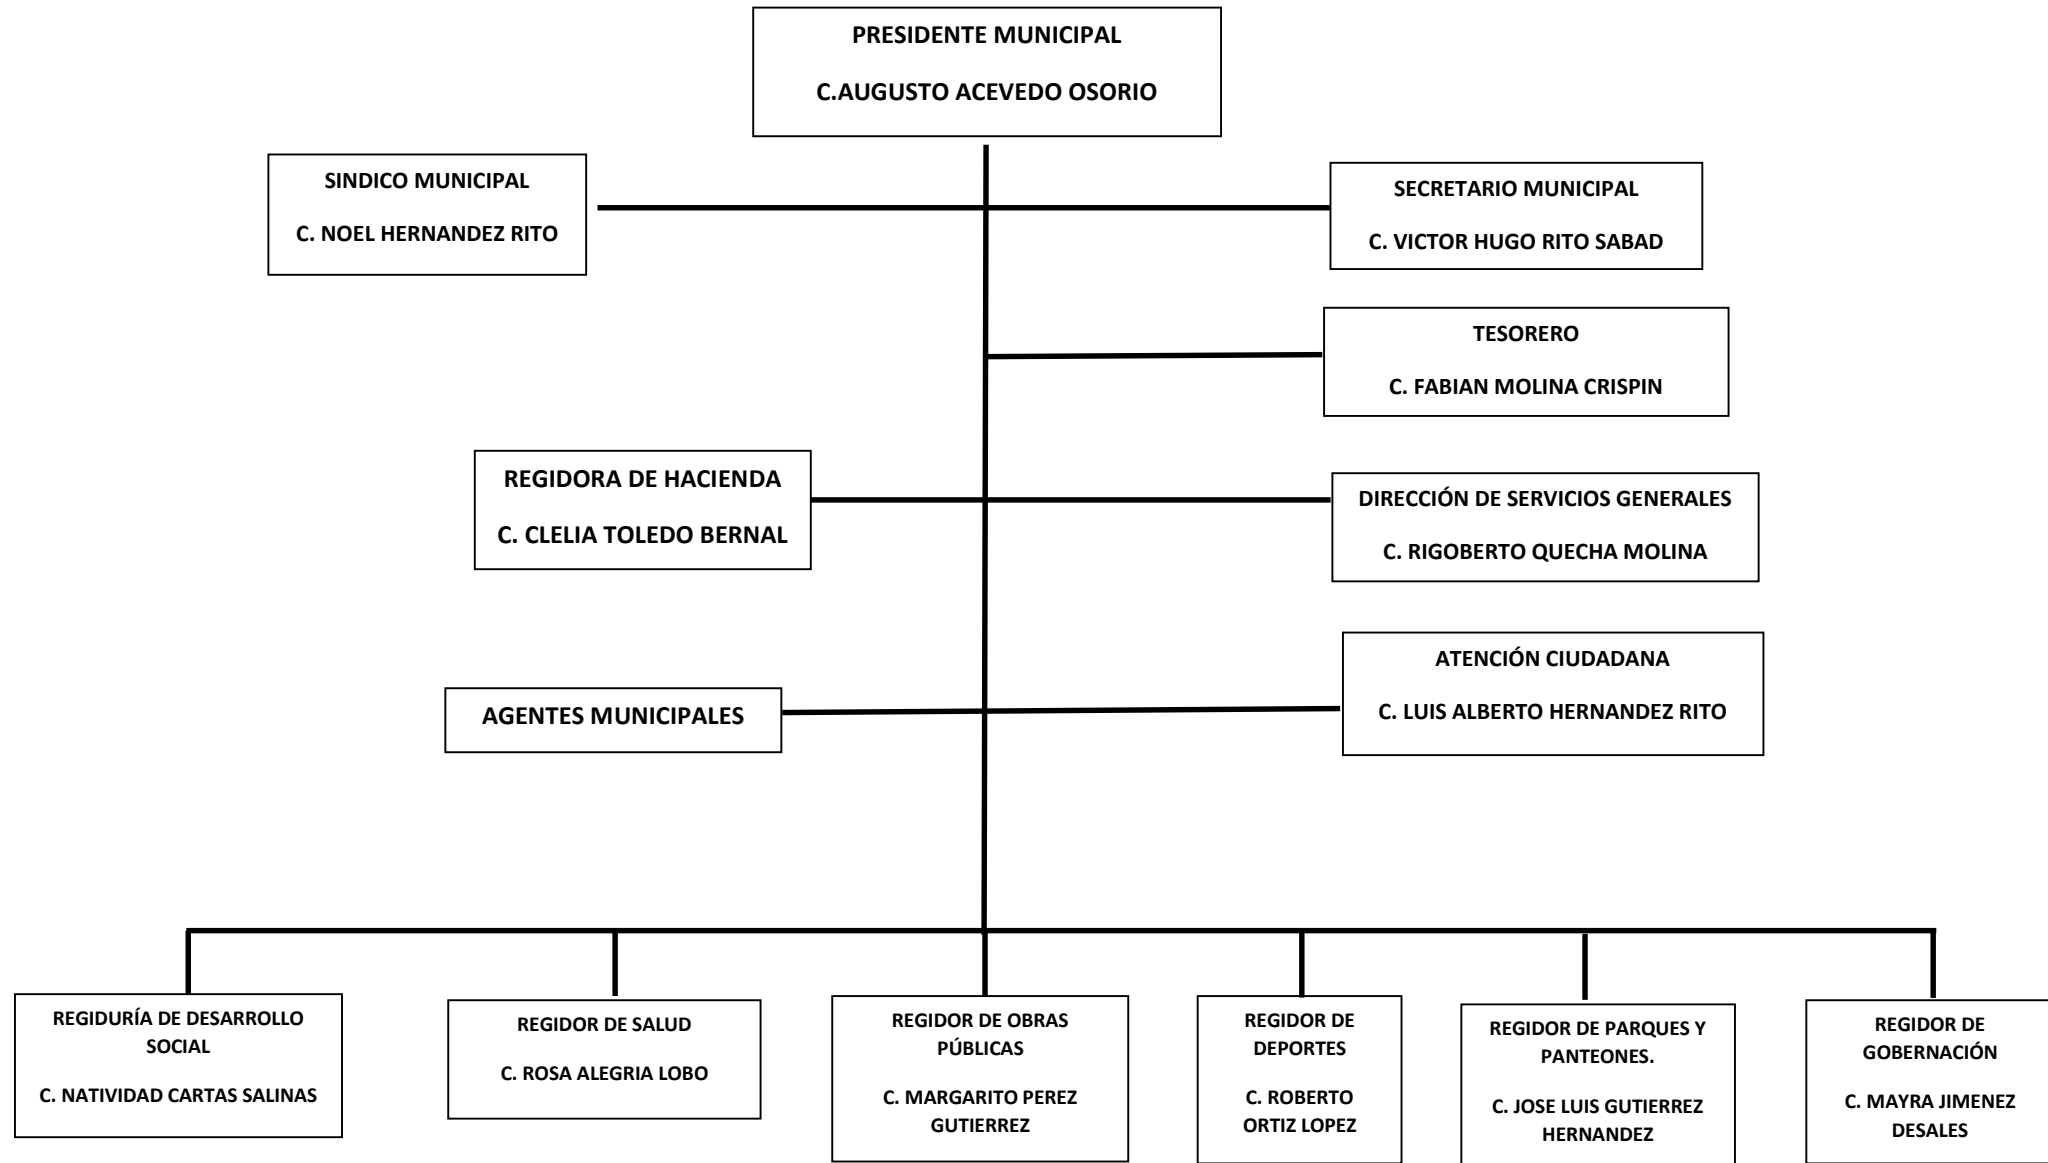 PRESIDENTE MUNICIPAL
C.AUGUSTO ACEVEDO OSORIO
SINDICO MUNICIPAL
C. NOEL HERNANDEZ RITO
SECRETARIO MUNICIPAL
C. VICTOR HUGO RITO SABAD
TESORERO
C. FABIAN MOLINA CRISPIN
REGIDORA DE HACIENDA
C. CLELIA TOLEDO BERNAL
DIRECCIÓN DE SERVICIOS GENERALES
C. RIGOBERTO QUECHA MOLINA
AGENTES MUNICIPALES
ATENCIÓN CIUDADANA
C. LUIS ALBERTO HERNANDEZ RITO
REGIDURÍA DE DESARROLLO
SOCIAL
C. NATIVIDAD CARTAS SALINAS
REGIDOR DE SALUD
C. ROSA ALEGRIA LOBO
REGIDOR DE OBRAS
PÚBLICAS
C. MARGARITO PEREZ
GUTIERREZ
REGIDOR DE
DEPORTES
C. ROBERTO
ORTIZ LOPEZ
REGIDOR DE PARQUES Y
PANTEONES.
C. JOSE LUIS GUTIERREZ
HERNANDEZ
REGIDOR DE
GOBERNACIÓN
C. MAYRA JIMENEZ
DESALES